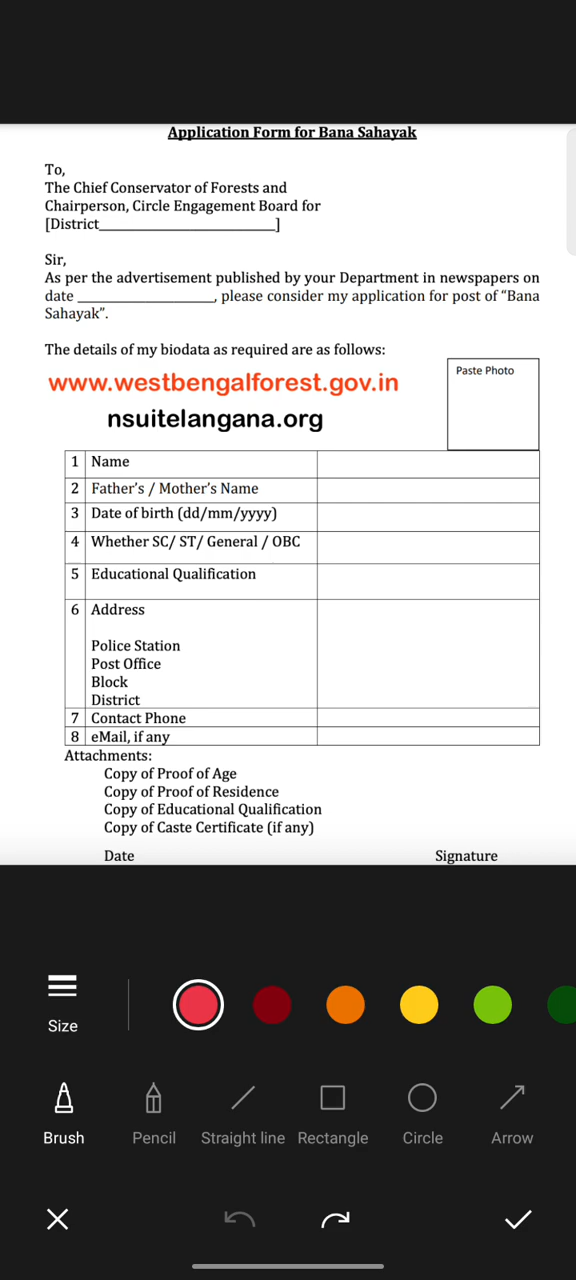 Application Form for Bana Sahayak
To,
The Chief Conservator of Forests and
Chairperson, Circle Engagement Board for
[District_________________________]
Sir,
As per the advertisement published by your Department in newspapers on
date ___________________, please consider my application for post of “Bana
Sahayak”.
The details of my biodata as required are as follows:
Paste Photo
www.westbengalforest.gov.in
nsuitelangana.org
1 Name
2 Father’s / Mother’s Name
3 Date of birth (dd/mm/yyyy)
4 Whether SC/ ST/ General / OBC
5 Educational Qualification
6 Address
Police Station
Post Office
Block
District
7 Contact Phone
8 eMail, if any
Attachments:
Copy of Proof of Age
Copy of Proof of Residence
Copy of Educational Qualification
Copy of Caste Certificate (if any)
Date Signature
Size
Brush Pencil Straight line Rectangle Circle Arrow